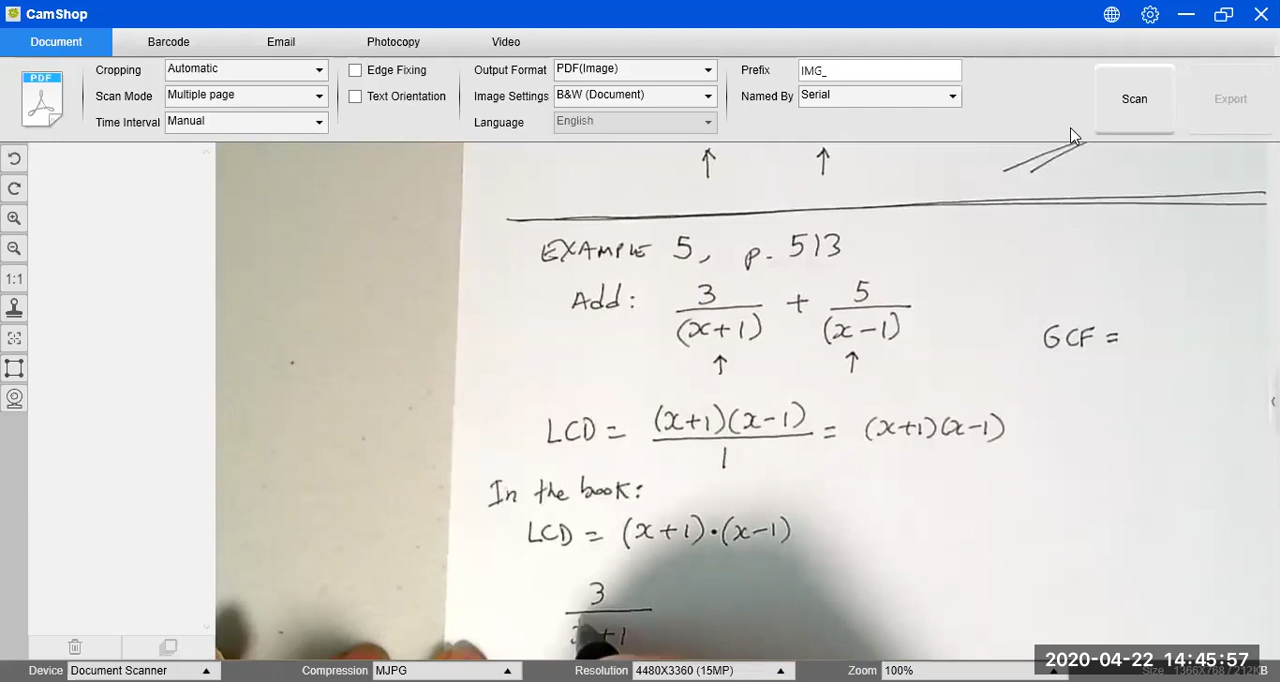 CamShop
Document Barcode Email Photocopy Video
PDF
Cropping Automatic
Scan Mode Multiple page
Time Interval Manual
Edge Fixing
Text Orientation
Output Format PDF(Image)
Image Settings B&W (Document)
Language English
Prefix IMG_
Named By Serial
Scan
Export
1:1
EXAMPLE 5, p. 513
Add: 3/(x+1) + 5/(x-1)
GCF =
LCD = (x+1)(x-1)/1 = (x+1)(x-1)
In the book:
LCD = (x+1)·(x-1)
3/x+1
2020-04-22 14:45:57
Device Document Scanner Compression MJPG Resolution 4480X3360 (15MP) Zoom 100%